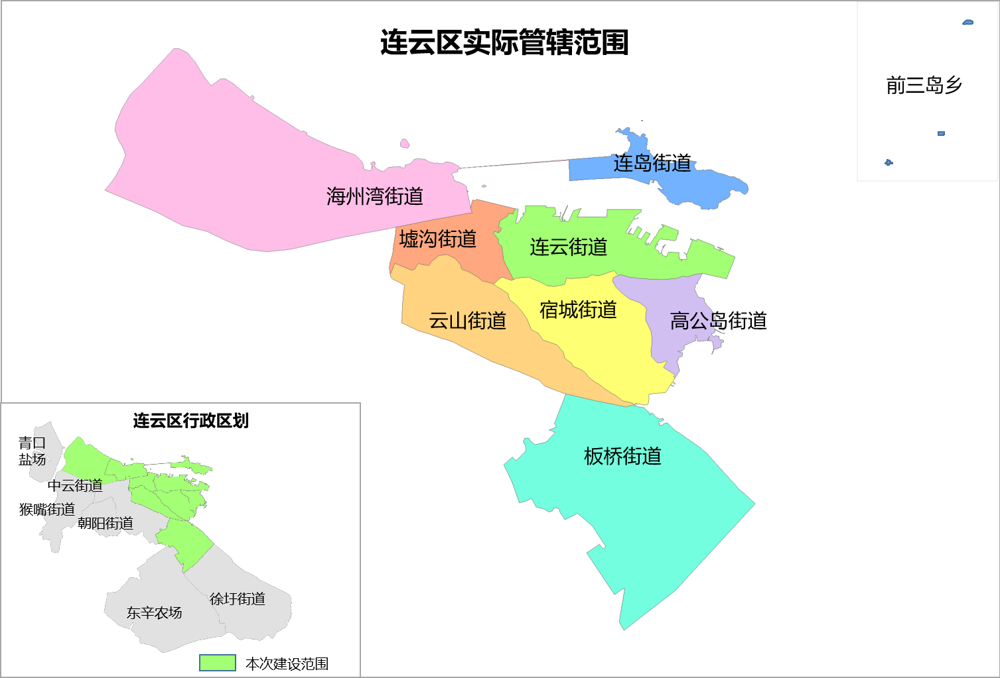 连云区实际管辖范围
前三岛乡
连岛街道
海州湾街道
墟沟街道
连云街道
宿城街道
云山街道
高公岛街道
板桥街道
连云区行政区划
青口
盐场
中云街道
猴嘴街道
朝阳街道
徐圩街道
东辛农场
本次建设范围